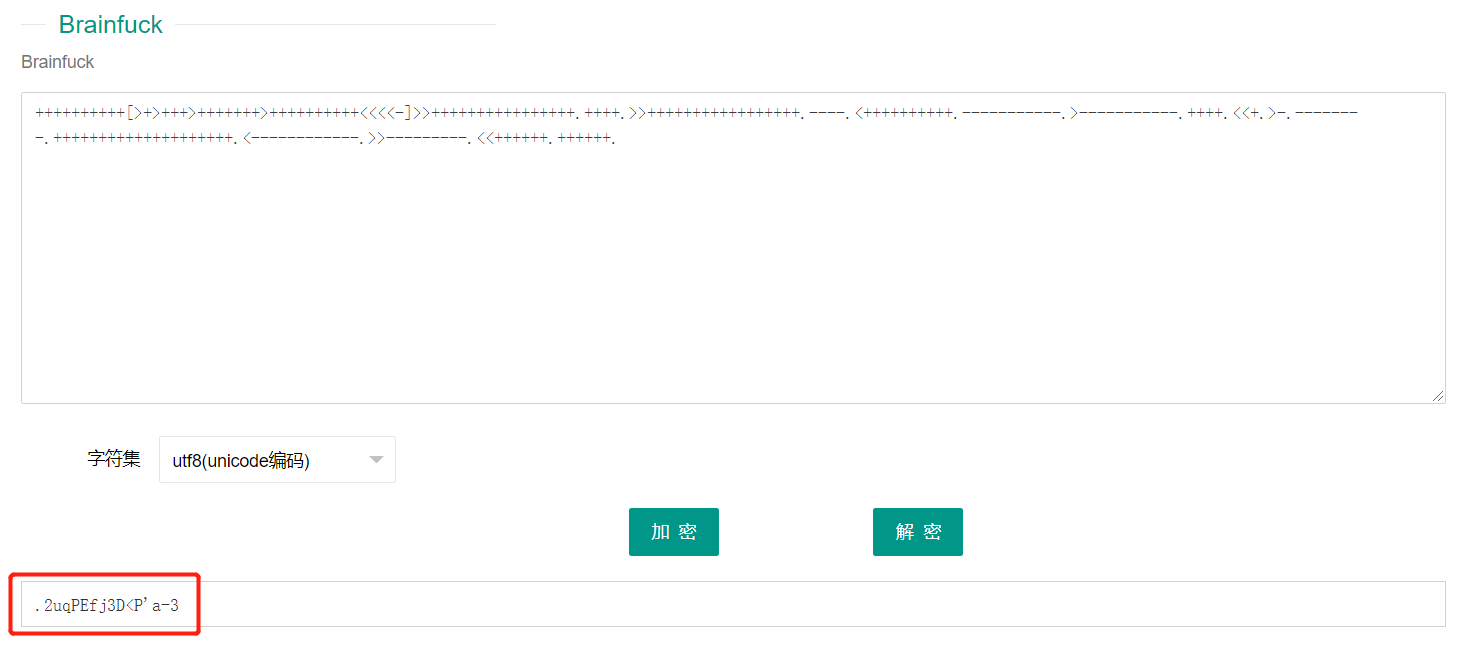 Brainfuck
Brainfuck
++++++++++[>+>+++>+++++++>++++++++++<<<<-]>>++++++++++++++++.++++.>>+++++++++++++++++.----.<++++++++++.-----------.>-----------.++++.<<+.>-.-------
-.++++++++++++++++++++.<------------.>>---------.<<++++++.++++++.
字符集 utf8(unicode编码)
加 密 解 密
.2uqPEfj3D<P'a-3